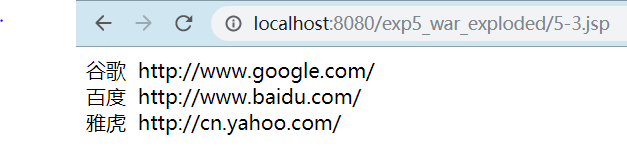 localhost:8080/exp5_war_exploded/5-3.jsp
谷歌 http://www.google.com/
百度 http://www.baidu.com/
雅虎 http://cn.yahoo.com/